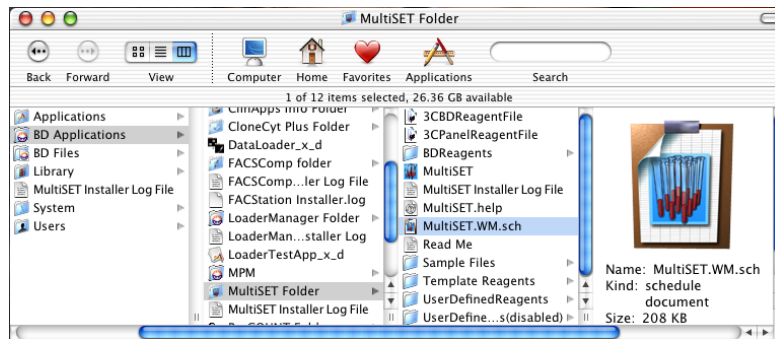 MultiSET Folder
Back Forward View Computer Home Favorites Applications Search
1 of 12 items selected, 26.36 GB available
Applications
BD Applications
BD Files
Library
MultiSET Installer Log File
System
Users
ClinApps Info Folder
CloneCyt Plus Folder
DataLoader_x_d
FACSComp folder
FACSComp...ler Log File
FACStation Installer.log
LoaderManager Folder
LoaderMan...staller Log
LoaderTestApp_x_d
MPM
MultiSET Folder
MultiSET Installer Log File
3CBDReagentFile
3CPanelReagentFile
BDReagents
MultiSET
MultiSET Installer Log File
MultiSET.help
MultiSET.WM.sch
Read Me
Sample Files
Template Reagents
UserDefinedReagents
UserDefine...s(disabled)
Name: MultiSET.WM.sch
Kind: schedule
document
Size: 208 KB